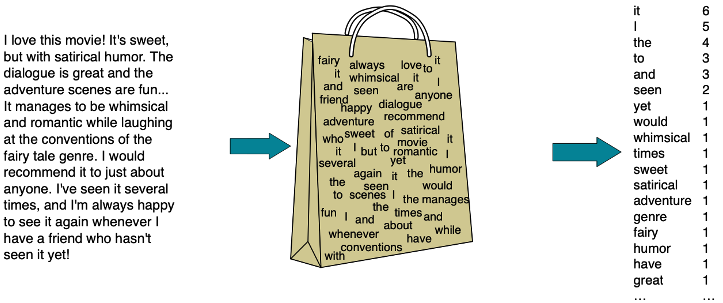 I love this movie! It's sweet,
but with satirical humor. The
dialogue is great and the
adventure scenes are fun...
It manages to be whimsical
and romantic while laughing
at the conventions of the
fairy tale genre. I would
recommend it to just about
anyone. I've seen it several
times, and I'm always happy
to see it again whenever I
have a friend who hasn't
seen it yet!
fairy always love to it
it whimsical it I
and seen are anyone
friend happy dialogue
adventure recommend
who sweet of satirical it
it I but to romantic movie I
several yet
again it the humor
the seen would
to scenes I the manages
the times and
fun I and about while
whenever have
conventions
with
it 6
I 5
the 4
to 3
and 3
seen 2
yet 1
would 1
whimsical 1
times 1
sweet 1
satirical 1
adventure 1
genre 1
fairy 1
humor 1
have 1
great 1
... ...